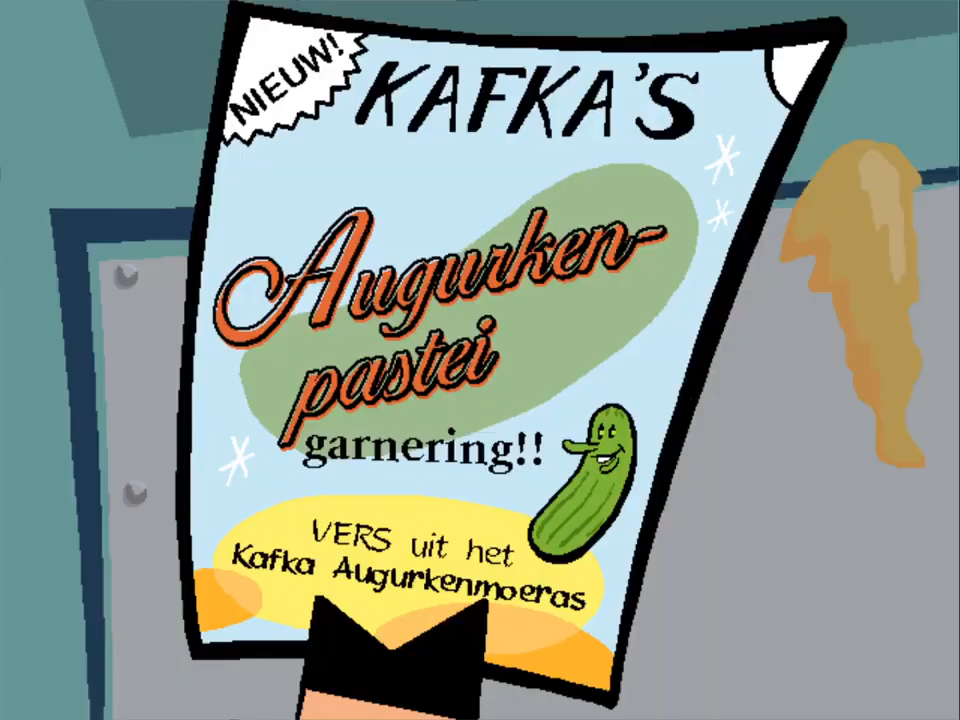 NIEUW!
KAFKA'S
Augurken-
pastei
garnering!!
VERS uit het
Kafka Augurkenmoeras